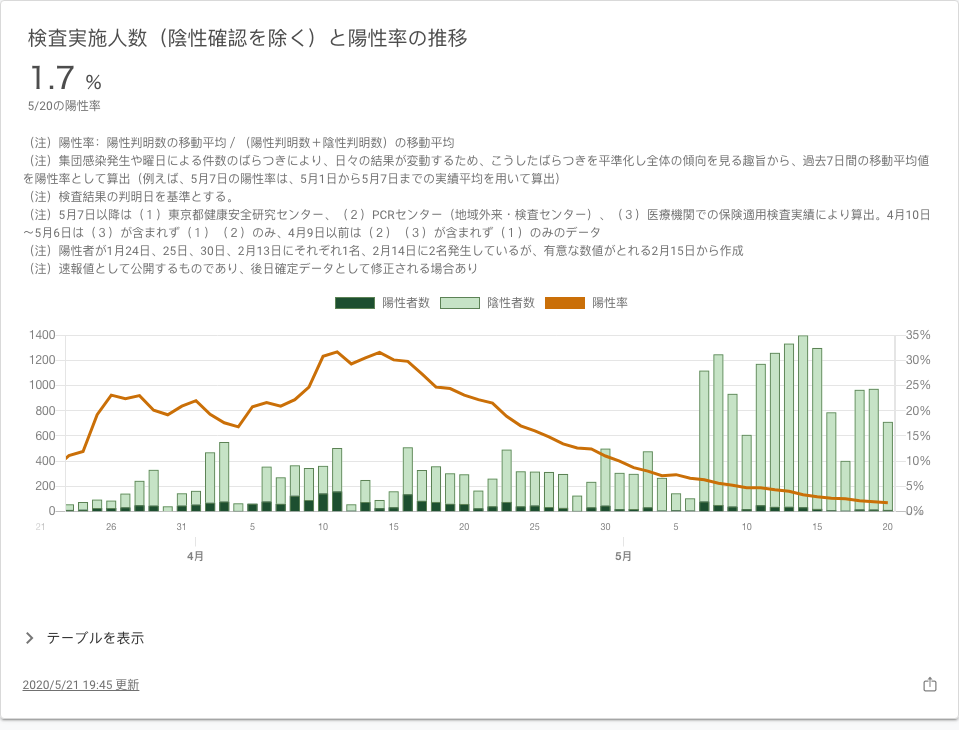 検査実施人数（陰性確認を除く）と陽性率の推移
1.7 %
5/20の陽性率
（注）陽性率：陽性判明数の移動平均 / （陽性判明数＋陰性判明数）の移動平均
（注）集団感染発生や曜日による件数のばらつきにより、日々の結果が変動するため、こうしたばらつきを平準化し全体の傾向を見る趣旨から、過去7日間の移動平均値
を陽性率として算出（例えば、5月7日の陽性率は、5月1日から5月7日までの実績平均を用いて算出）
（注）検査結果の判明日を基準とする。
（注）5月7日以降は（1）東京都健康安全研究センター、（2）PCRセンター（地域外来・検査センター）、（3）医療機関での保険適用検査実績により算出。4月10日
～5月6日は（3）が含まれず（1）（2）のみ、4月9日以前は（2）（3）が含まれず（1）のみのデータ
（注）陽性者が1月24日、25日、30日、2月13日にそれぞれ1名、2月14日に2名発生しているが、有意な数値がとれる2月15日から作成
（注）速報値として公開するものであり、後日確定データとして修正される場合あり
陽性者数 陰性者数 陽性率
1400 35%
1200 30%
1000 25%
800 20%
600 15%
400 10%
200 5%
0 0%
21 26 31 5 10 15 20 25 30 5 10 15 20
4月 5月
テーブルを表示
2020/5/21 19:45 更新